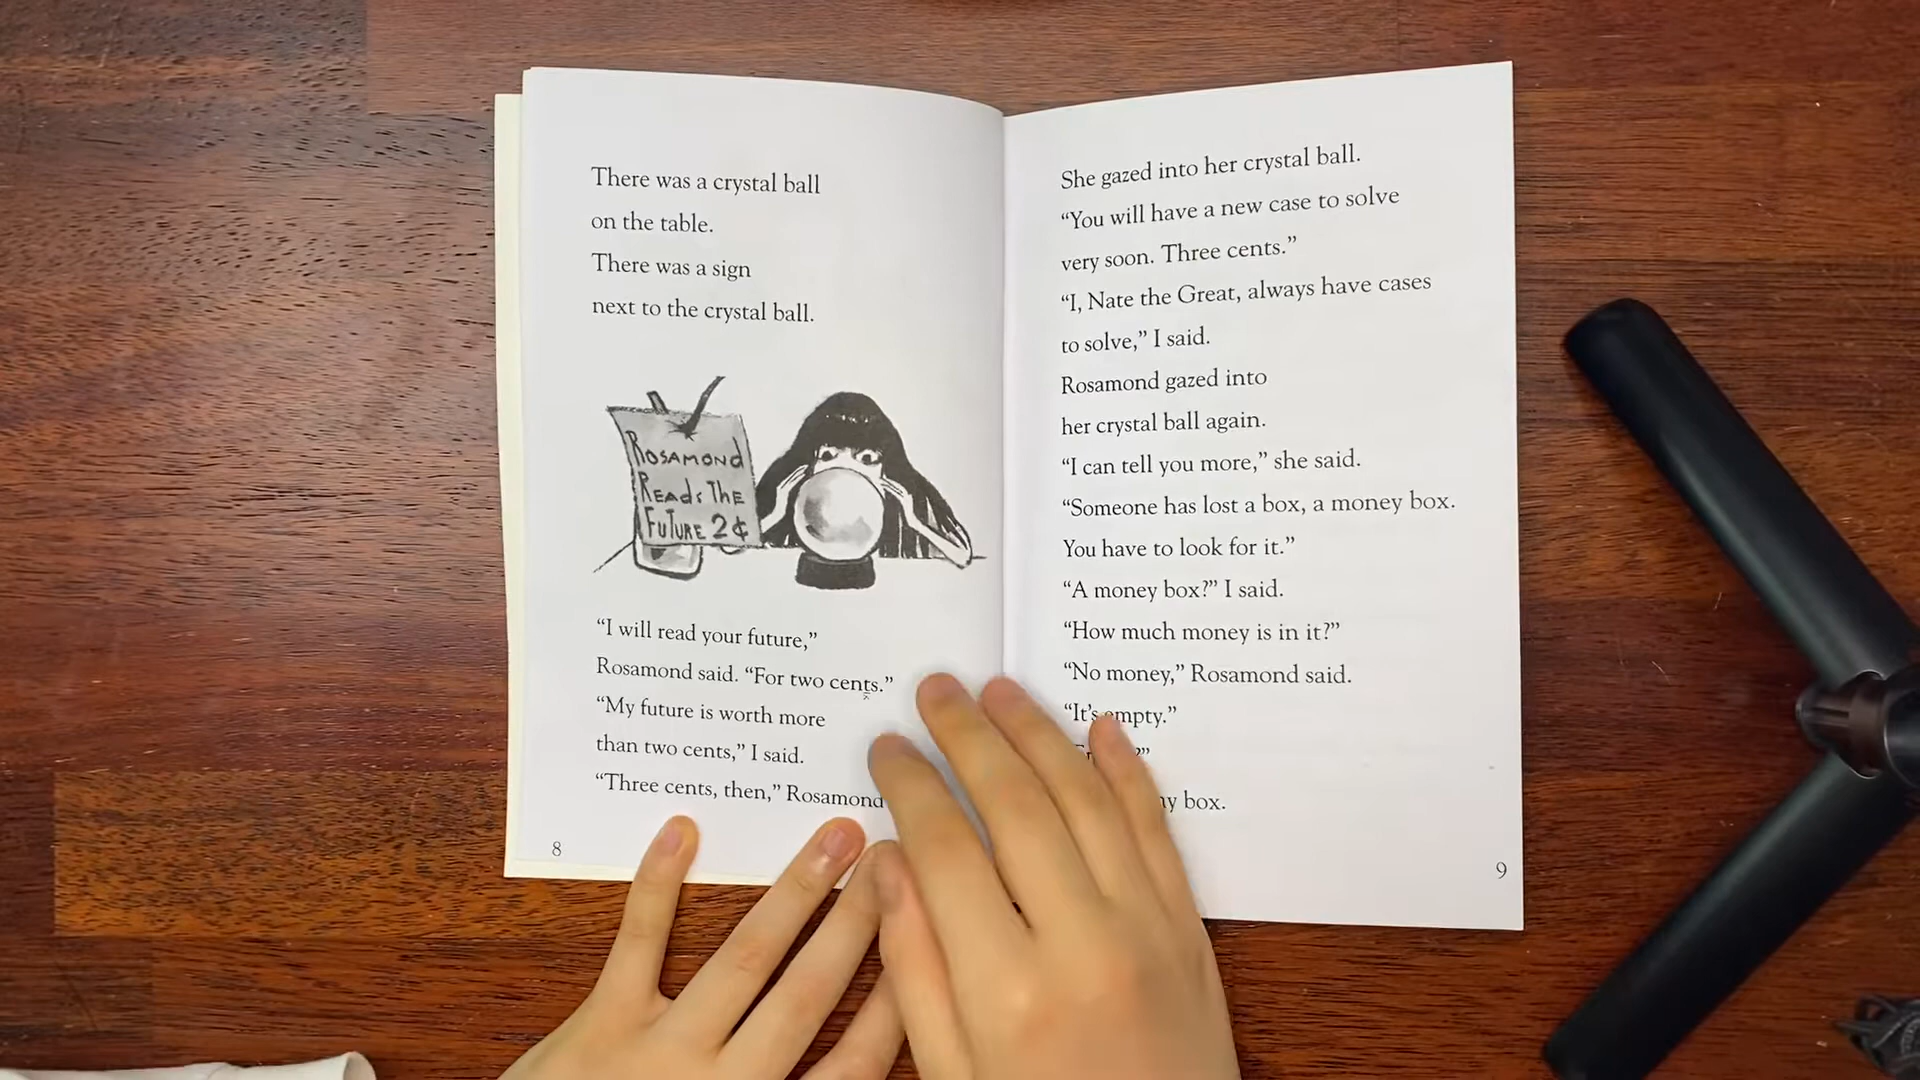 There was a crystal ball
on the table.
There was a sign
next to the crystal ball.
ROSAMOND
READS THE
FUTURE 2¢
“I will read your future,”
Rosamond said. “For two cents.”
“My future is worth more
than two cents,” I said.
“Three cents, then,” Rosamond
8
She gazed into her crystal ball.
“You will have a new case to solve
very soon. Three cents.”
“I, Nate the Great, always have cases
to solve,” I said.
Rosamond gazed into
her crystal ball again.
“I can tell you more,” she said.
“Someone has lost a box, a money box.
You have to look for it.”
“A money box?” I said.
“How much money is in it?”
“No money,” Rosamond said.
“It’s empty.”
box.
9